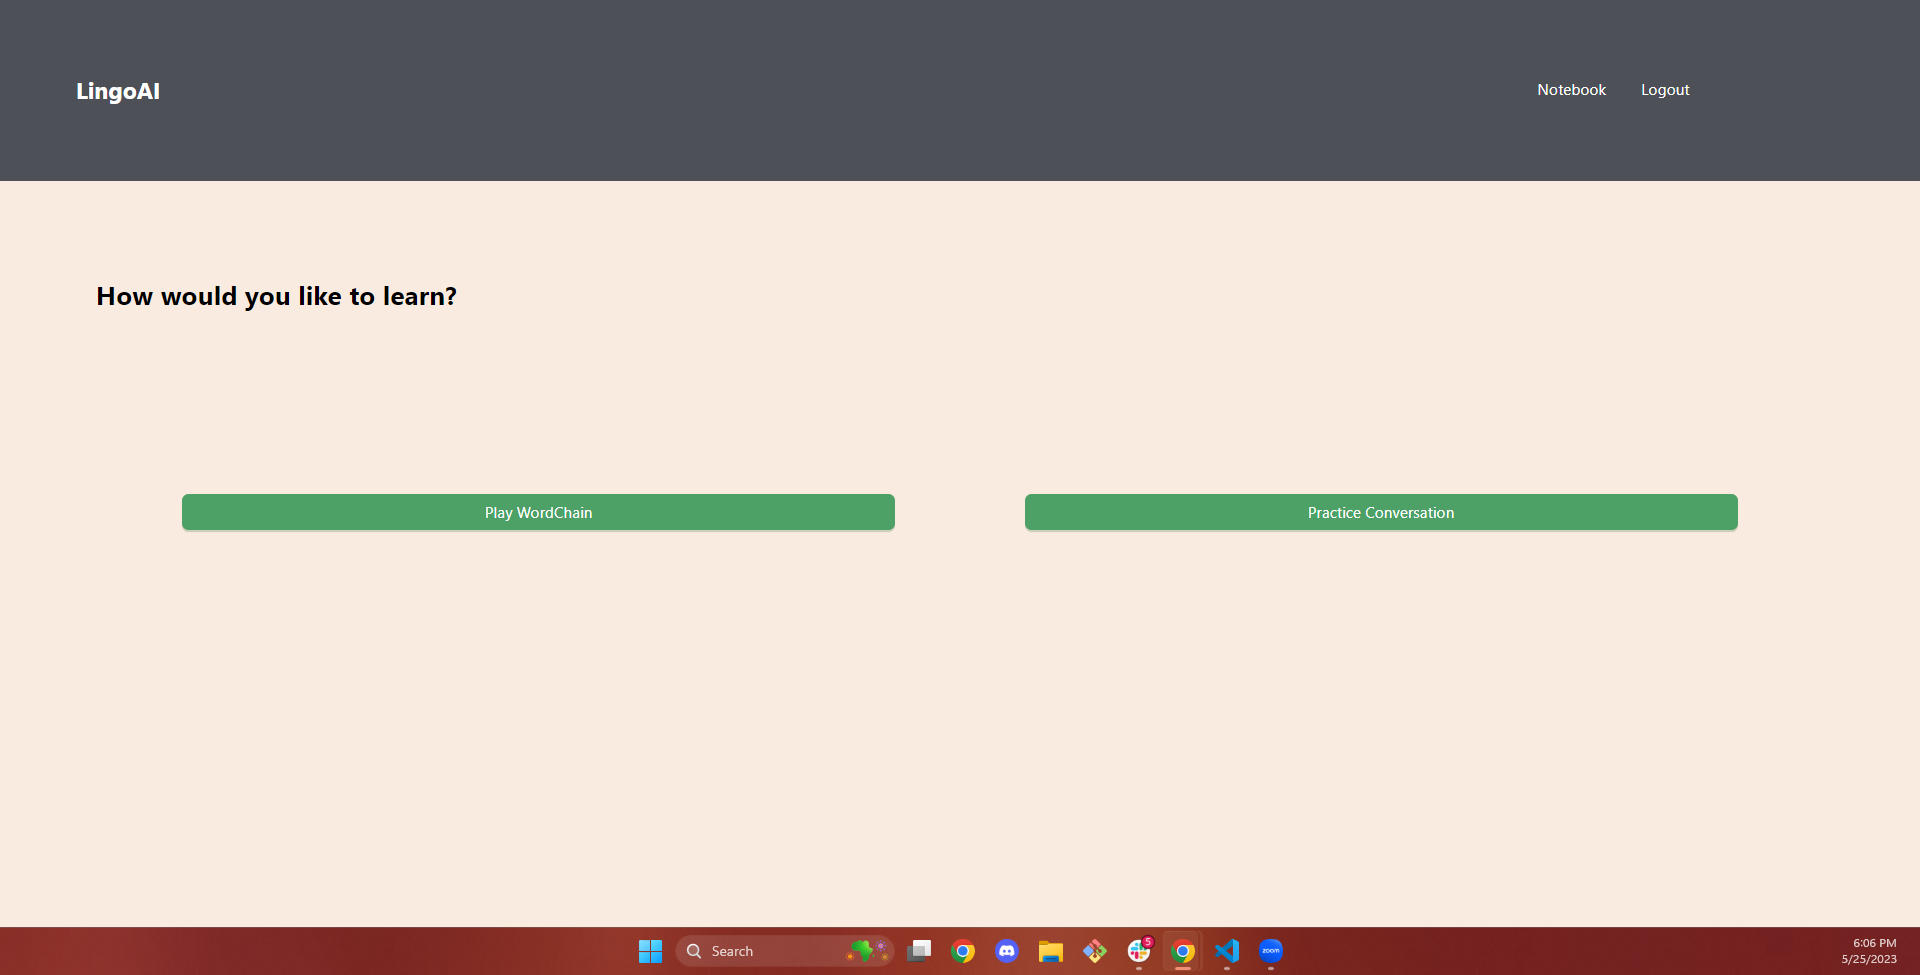 LingoAI
Notebook
Logout
How would you like to learn?
Play WordChain
Practice Conversation
Search
5
zoom
6:06 PM
5/25/2023